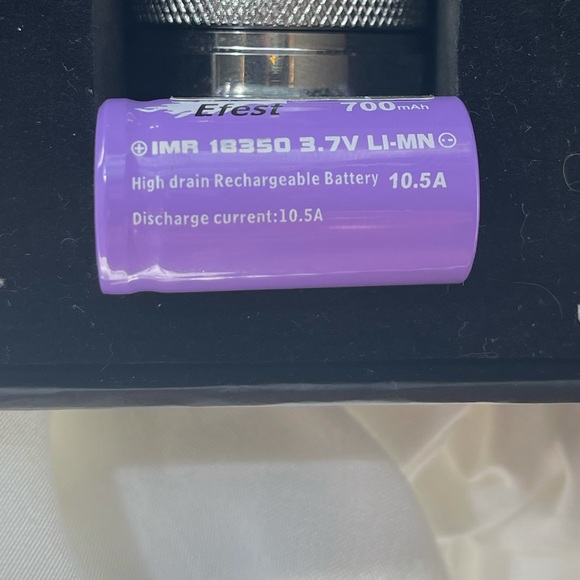 Efest 700mAh
IMR 18350 3.7V LI-MN
High drain Rechargeable Battery 10.5A
Discharge current:10.5A